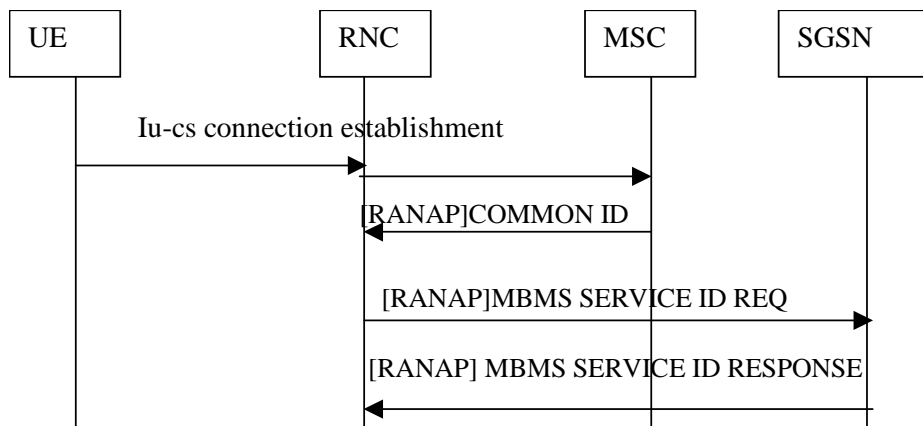 UE
RNC
MSC
SGSN
Iu-cs connection establishment
[RANAP]COMMON ID
[RANAP]MBMS SERVICE ID REQ
[RANAP] MBMS SERVICE ID RESPONSE